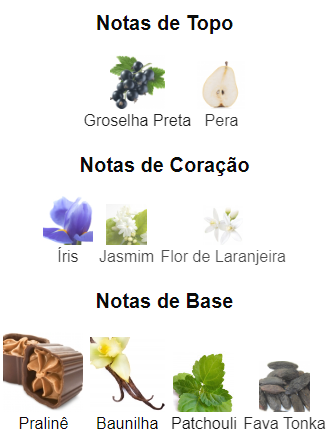 Notas de Topo
Groselha Preta Pera
Notas de Coração
Íris Jasmim Flor de Laranjeira
Notas de Base
Pralinê Baunilha Patchouli Fava Tonka